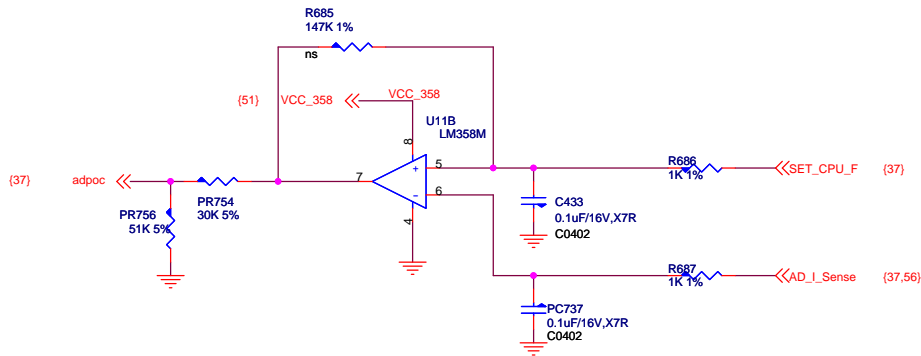 R685
147K 1%
ns
{51} VCC_358
VCC_358
U11B
LM358M
8
5
+
R686
1K 1%
SET_CPU_F {37}
{37} adpoc
PR754
30K 5%
7
6
-
4
PR756
51K 5%
C433
0.1uF/16V,X7R
C0402
R687
1K 1%
AD_I_Sense {37,56}
PC737
0.1uF/16V,X7R
C0402